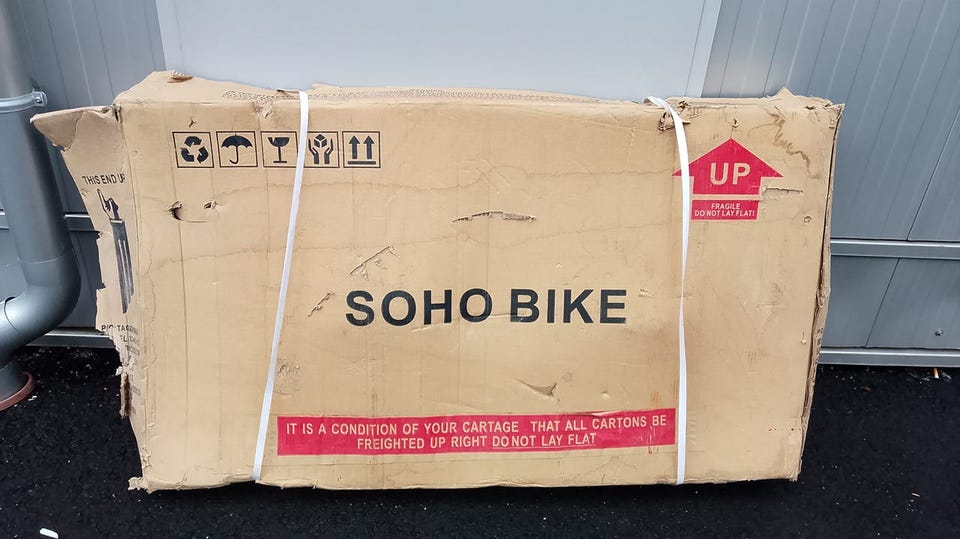 THIS END UP
UP
FRAGILE
DO NOT LAY FLAT!
SOHO BIKE
IT IS A CONDITION OF YOUR CARTAGE THAT ALL CARTONS BE
FREIGHTED UP RIGHT DO NOT LAY FLAT